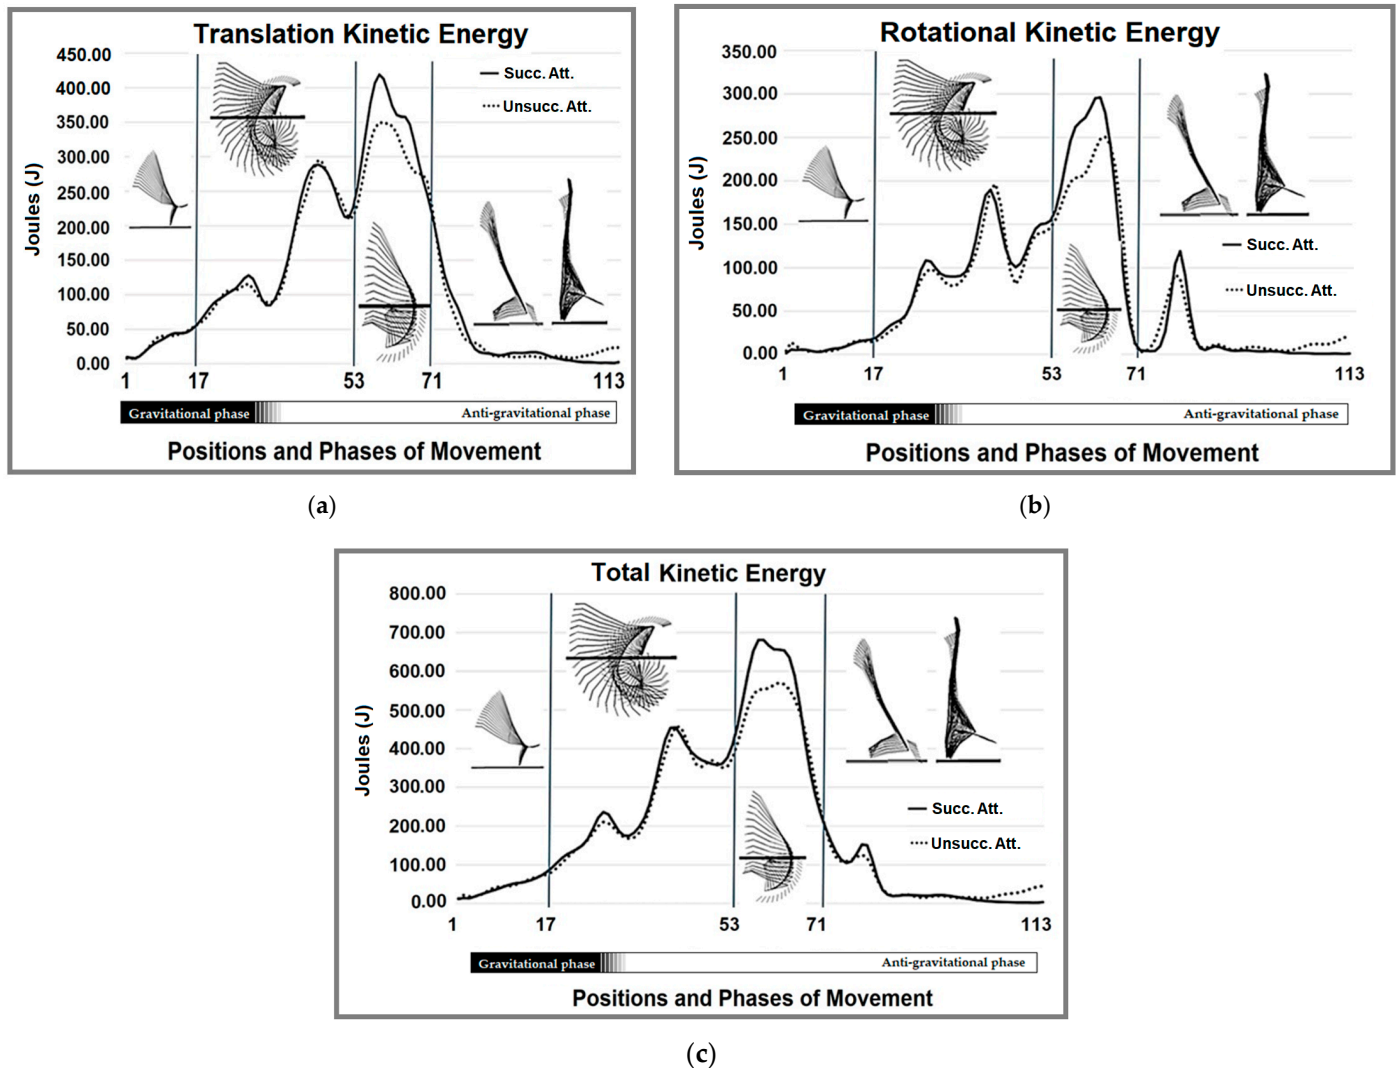 Translation Kinetic Energy
450.00
400.00
350.00
300.00
250.00
200.00
150.00
100.00
50.00
0.00
Joules (J)
Succ. Att.
Unsucc. Att.
1 17 53 71 113
Gravitational phase Anti-gravitational phase
Positions and Phases of Movement
(a)
Rotational Kinetic Energy
350.00
300.00
250.00
200.00
150.00
100.00
50.00
0.00
Joules (J)
Succ. Att.
Unsucc. Att.
1 17 53 71 113
Gravitational phase Anti-gravitational phase
Positions and Phases of Movement
(b)
Total Kinetic Energy
800.00
700.00
600.00
500.00
400.00
300.00
200.00
100.00
0.00
Joules (J)
Succ. Att.
Unsucc. Att.
1 17 53 71 113
Gravitational phase Anti-gravitational phase
Positions and Phases of Movement
(c)